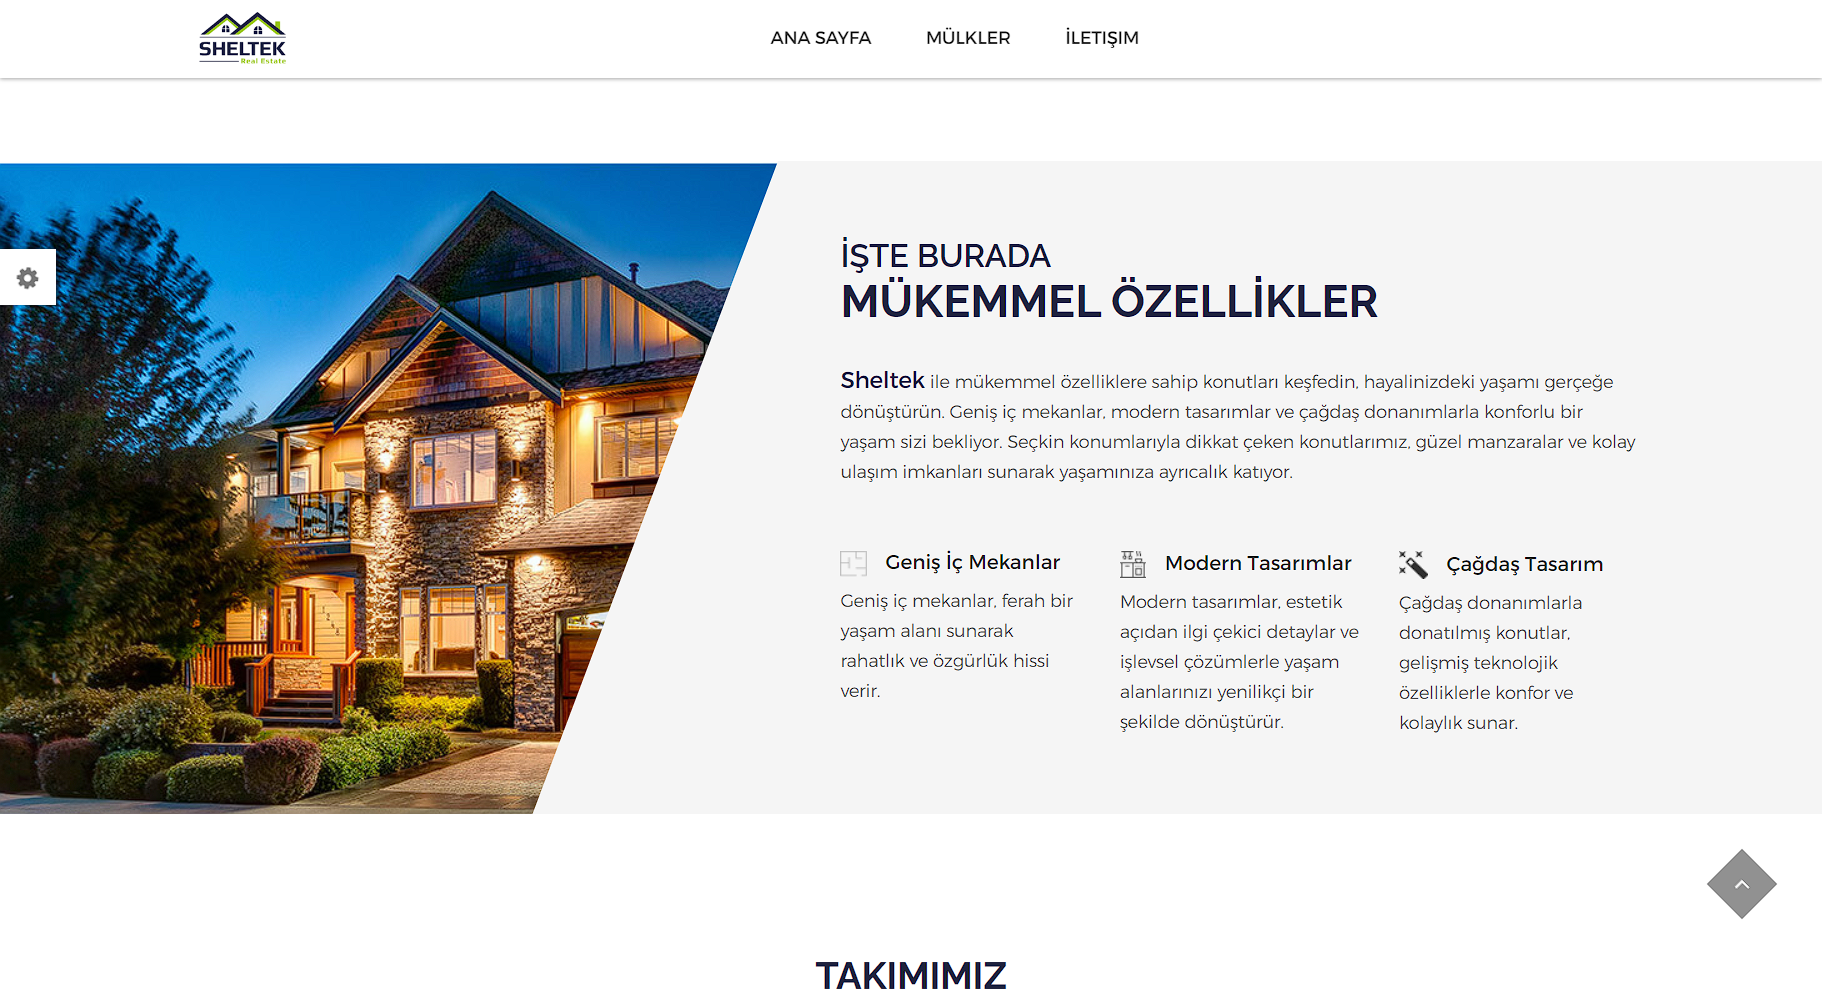 SHELTEK
Real Estate
ANA SAYFA
MÜLKLER
İLETIŞIM
İŞTE BURADA
MÜKEMMEL ÖZELLİKLER
Sheltek ile mükemmel özelliklere sahip konutları keşfedin, hayalinizdeki yaşamı gerçeğe
dönüştürün. Geniş iç mekanlar, modern tasarımlar ve çağdaş donanımlarla konforlu bir
yaşam sizi bekliyor. Seçkin konumlarıyla dikkat çeken konutlarımız, güzel manzaralar ve kolay
ulaşım imkanları sunarak yaşamınıza ayrıcalık katıyor.
Geniş İç Mekanlar
Geniş iç mekanlar, ferah bir
yaşam alanı sunarak
rahatlık ve özgürlük hissi
verir.
Modern Tasarımlar
Modern tasarımlar, estetik
açıdan ilgi çekici detaylar ve
işlevsel çözümlerle yaşam
alanlarınızı yenilikçi bir
şekilde dönüştürür.
Çağdaş Tasarım
Çağdaş donanımlarla
donatılmış konutlar,
gelişmiş teknolojik
özelliklerle konfor ve
kolaylık sunar.
TAKIMIMIZ